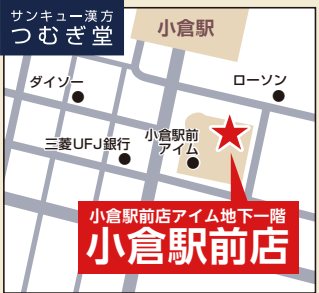 サンキュー漢方
つむぎ堂
小倉駅
ダイソー
ローソン
三菱UFJ銀行
小倉駅前
アイム
小倉駅前店アイム地下一階
小倉駅前店